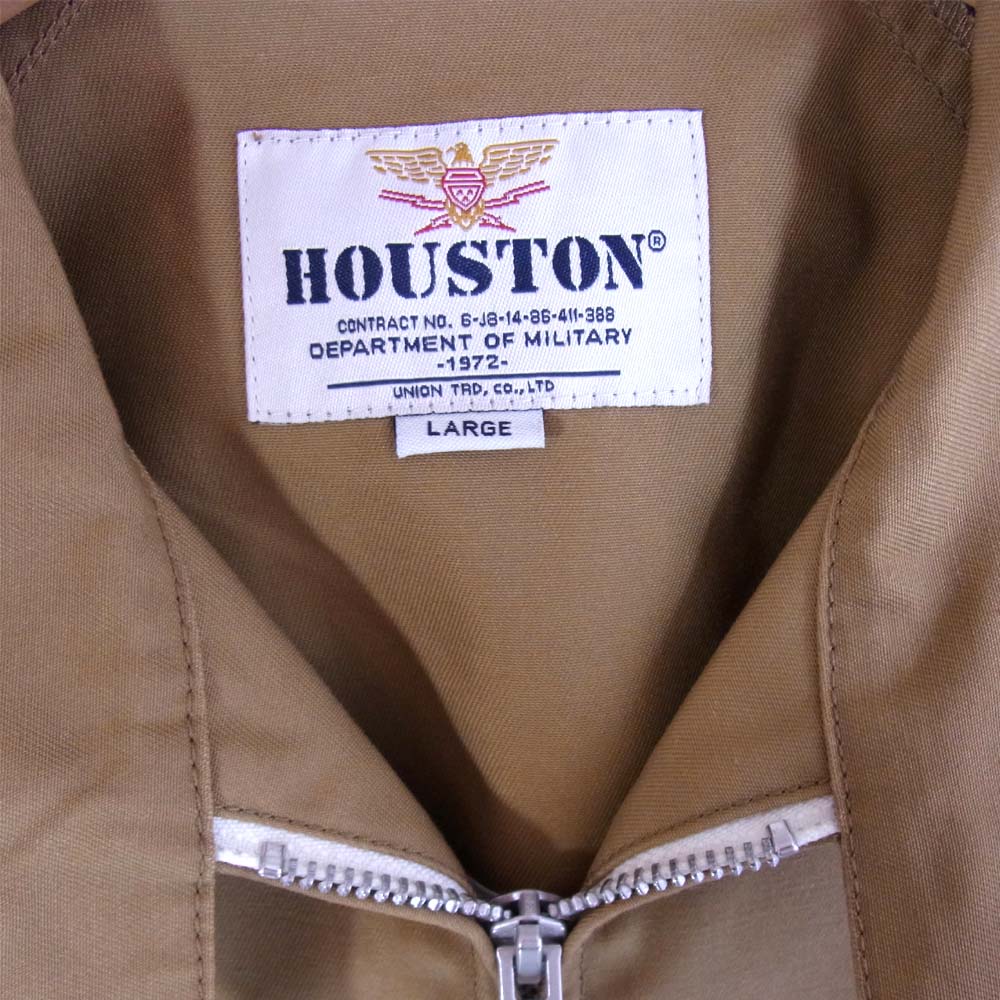 HOUSTON®
CONTRACT NO. 6-J8-14-86-411-388
DEPARTMENT OF MILITARY
-1972-
UNION TRD. CO., LTD
LARGE